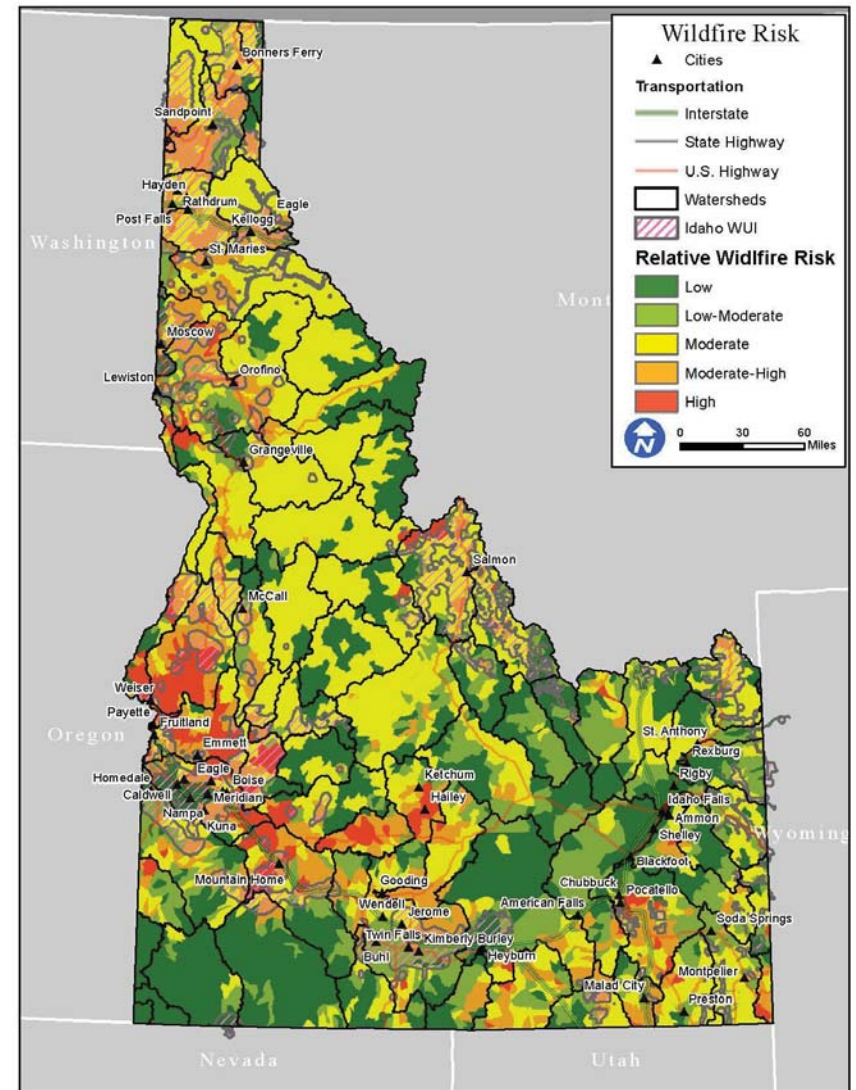 Wildfire Risk
Cities
Transportation
Interstate
State Highway
U.S. Highway
Watersheds
Idaho WUI
Relative Widlfire Risk
Low
Low-Moderate
Moderate
Moderate-High
High
N
0 30 60
Miles
Bonners Ferry
Sandpoint
Hayden
Rathdrum
Eagle
Post Falls
Kellogg
Washington
St. Maries
Mont
Moscow
Lewiston
Orofino
Grangeville
Salmon
McCall
Weiser
Payette
Fruitland
Oregon
St. Anthony
Emmett
Rexburg
Eagle
Rigby
Homedale
Boise
Ketchum
Caldwell
Meridian
Hailey
Idaho Falls
Nampa
Ammon
Kuna
Shelley
Wyoming
Blackfoot
Mountain Home
Gooding
Chubbuck
Pocatello
Wendell
Jerome
American Falls
Soda Springs
Twin Falls
Kimberly Burley
Buhl
Heyburn
Montpelier
Malad City
Preston
Nevada
Utah